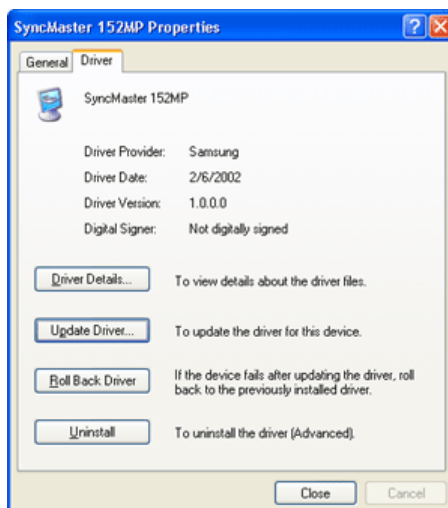 SyncMaster 152MP Properties
General Driver
SyncMaster 152MP
Driver Provider: Samsung
Driver Date: 2/6/2002
Driver Version: 1.0.0.0
Digital Signer: Not digitally signed
Driver Details... To view details about the driver files.
Update Driver... To update the driver for this device.
Roll Back Driver If the device fails after updating the driver, roll
back to the previously installed driver.
Uninstall To uninstall the driver (Advanced).
Close Cancel